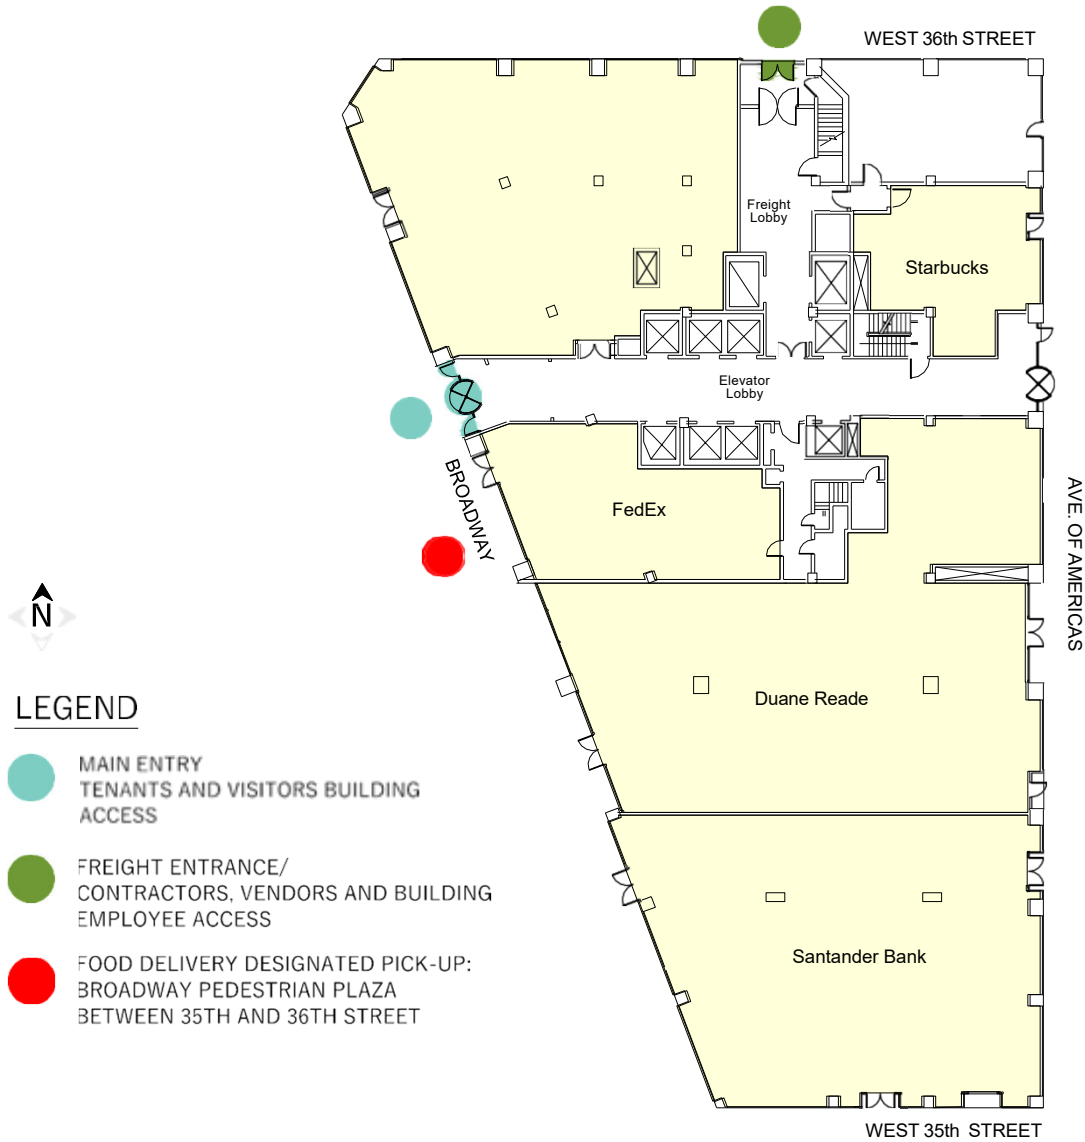 WEST 36th STREET
Freight
Lobby
Starbucks
Elevator
Lobby
BROADWAY
FedEx
AVE. OF AMERICAS
N
LEGEND
Duane Reade
MAIN ENTRY
TENANTS AND VISITORS BUILDING
ACCESS
FREIGHT ENTRANCE/
CONTRACTORS, VENDORS AND BUILDING
EMPLOYEE ACCESS
Santander Bank
FOOD DELIVERY DESIGNATED PICK-UP:
BROADWAY PEDESTRIAN PLAZA
BETWEEN 35TH AND 36TH STREET
WEST 35th STREET